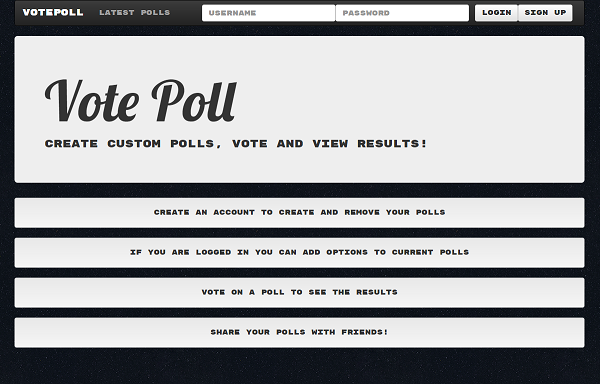 VOTEPOLL LATEST POLLS USERNAME PASSWORD LOGIN SIGN UP
Vote Poll
CREATE CUSTOM POLLS, VOTE AND VIEW RESULTS!
CREATE AN ACCOUNT TO CREATE AND REMOVE YOUR POLLS
IF YOU ARE LOGGED IN YOU CAN ADD OPTIONS TO CURRENT POLLS
VOTE ON A POLL TO SEE THE RESULTS
SHARE YOUR POLLS WITH FRIENDS!